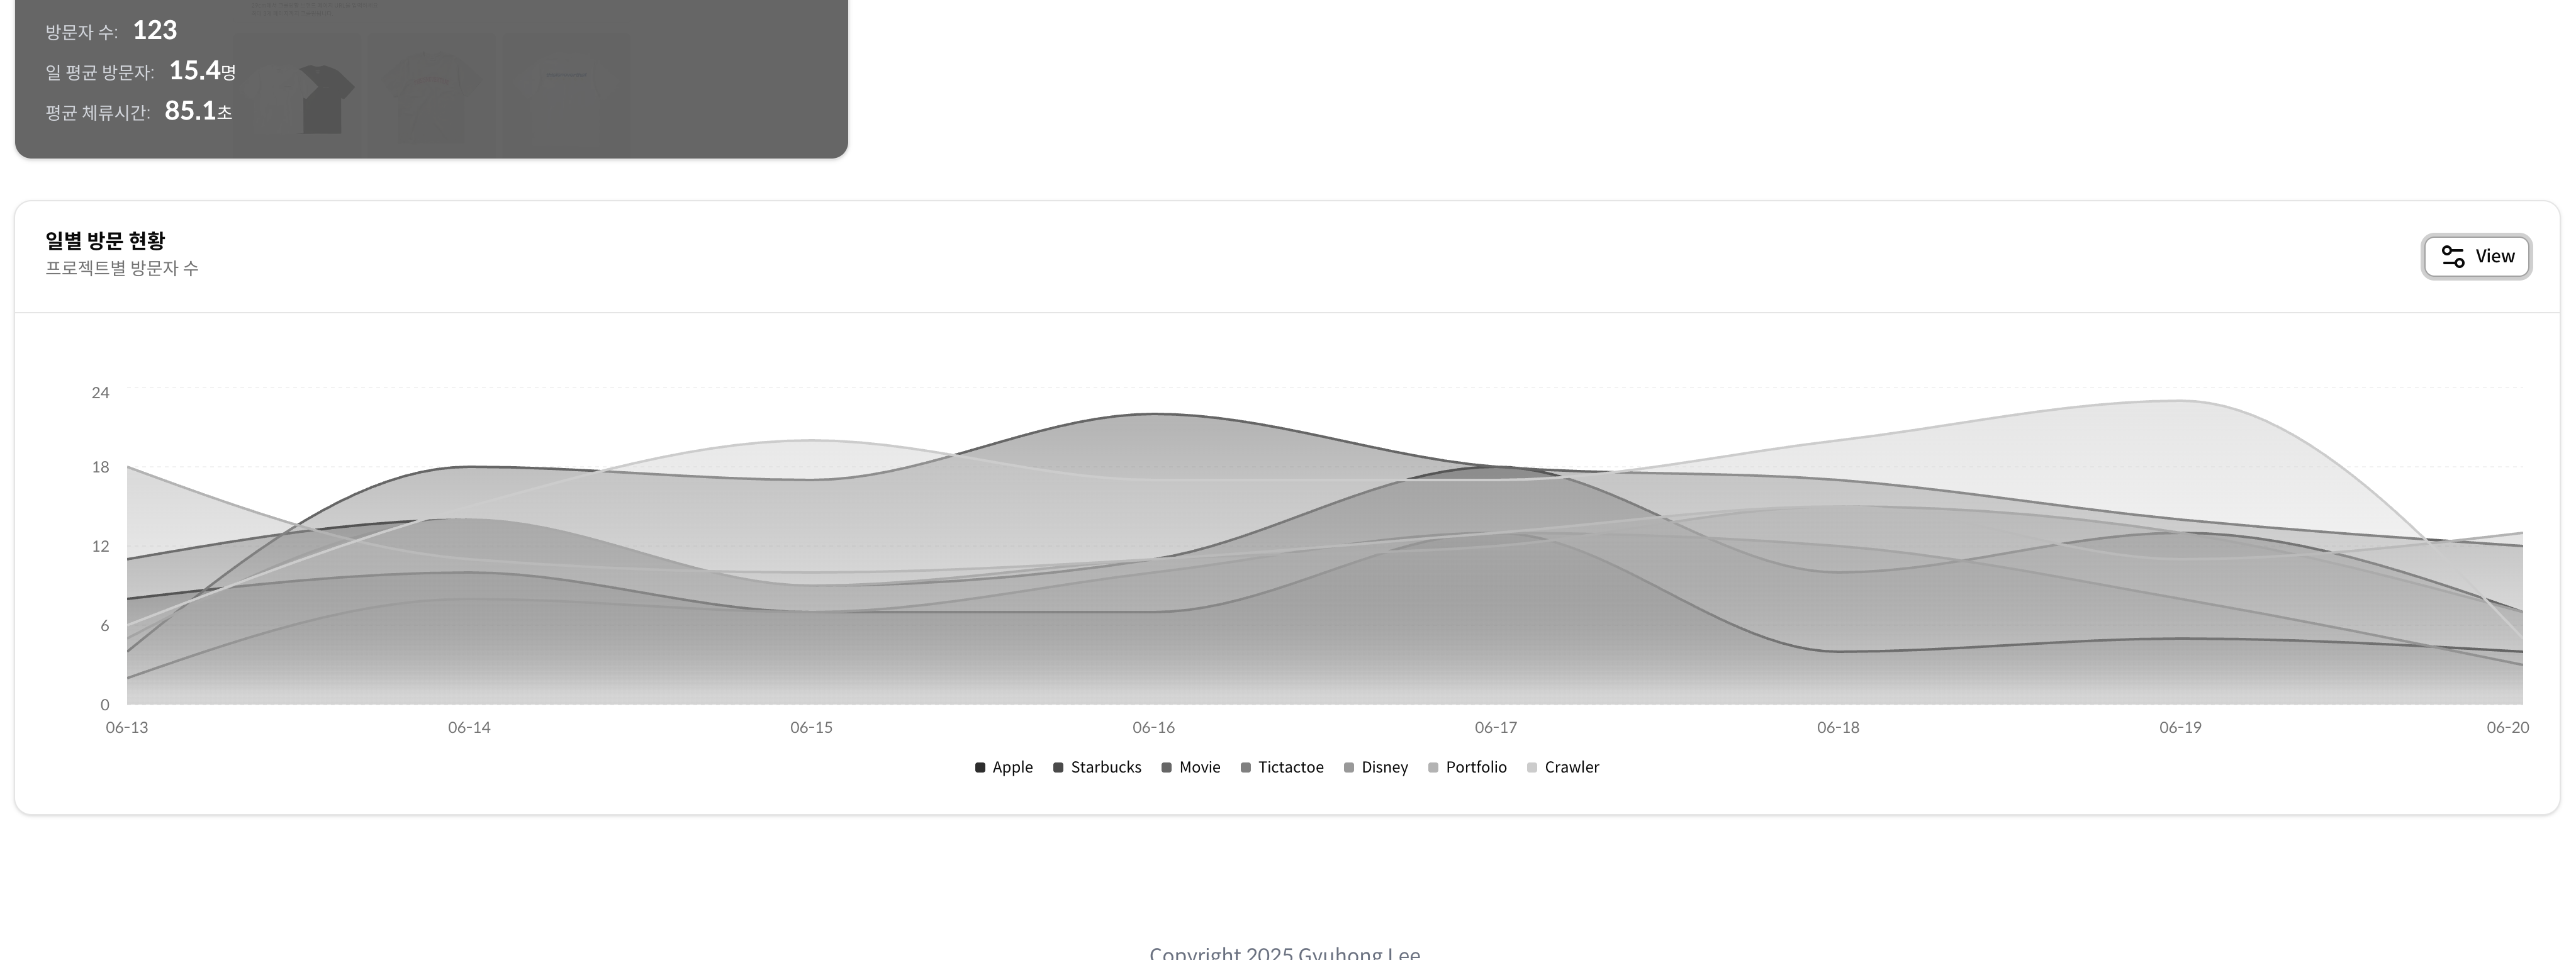 방문자 수: 123
일 평균 방문자: 15.4명
평균 체류시간: 85.1초
일별 방문 현황
프로젝트별 방문자 수
View
24
18
12
6
0
06-13 06-14 06-15 06-16 06-17 06-18 06-19 06-20
Apple Starbucks Movie Tictactoe Disney Portfolio Crawler
Copyright 2025 Gyuhong Lee